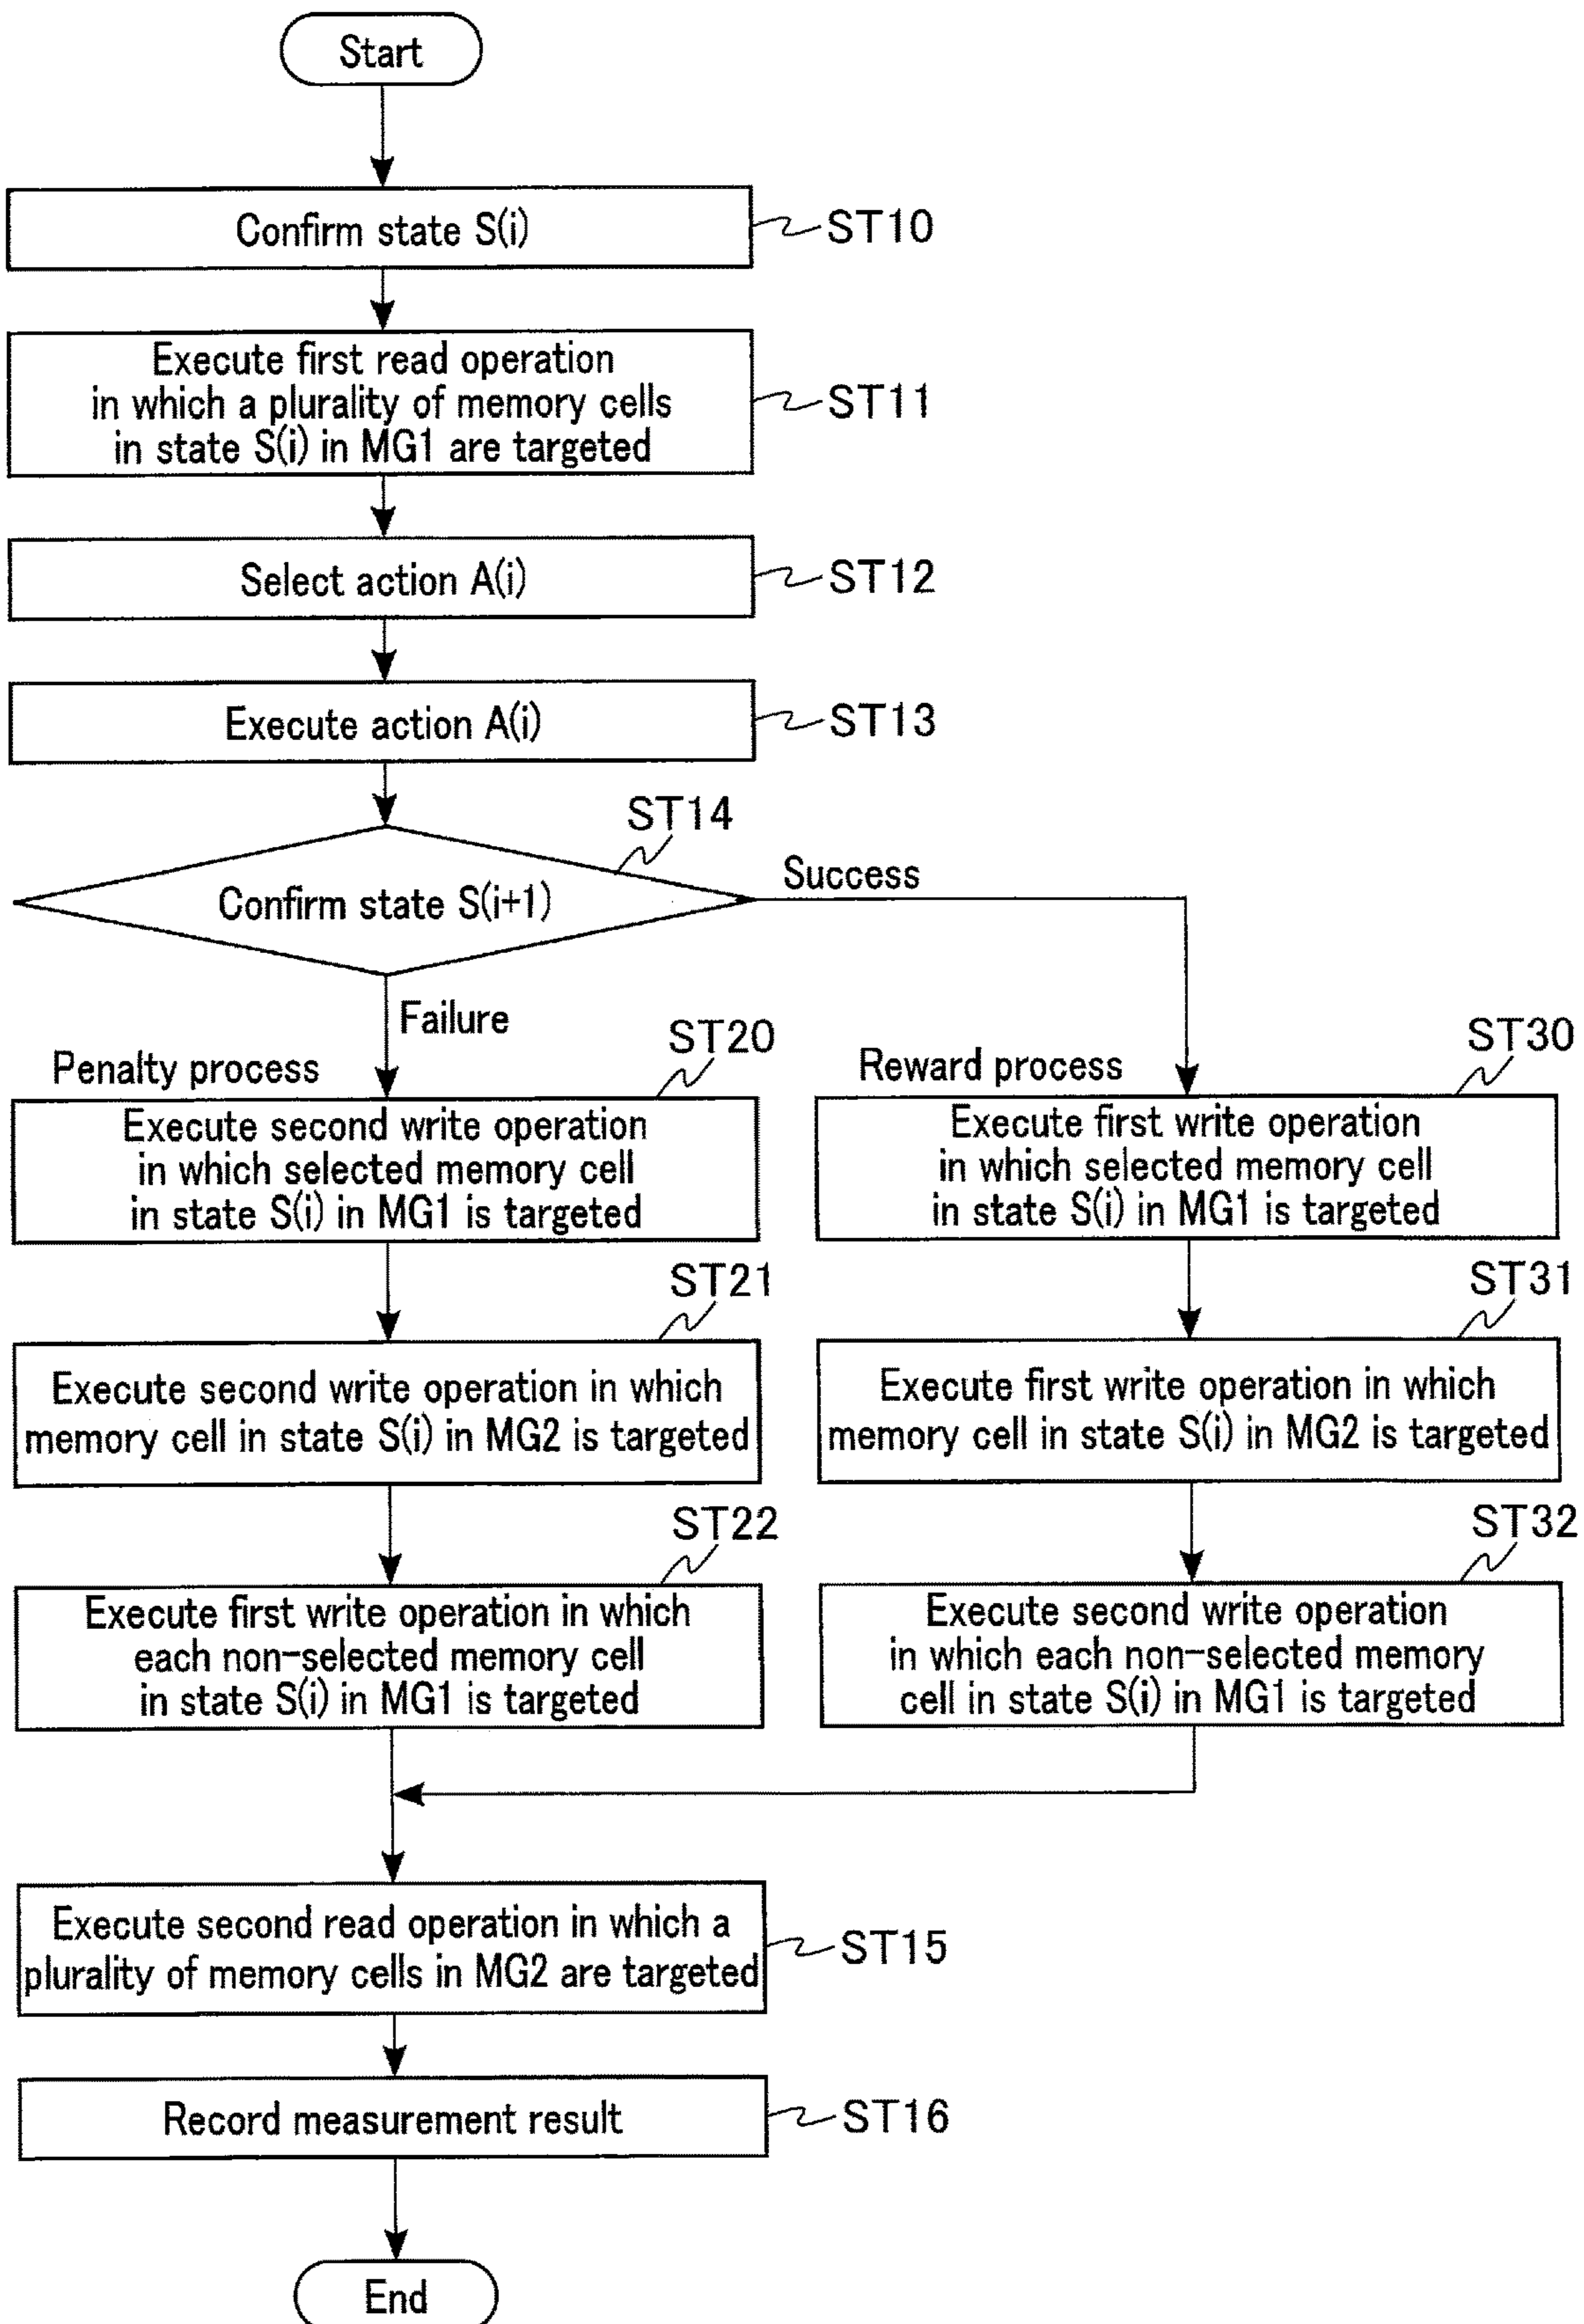 Start
Confirm state S(i)
ST10
Execute first read operation
in which a plurality of memory cells
in state S(i) in MG1 are targeted
ST11
Select action A(i)
ST12
Execute action A(i)
ST13
ST14
Confirm state S(i+1)
Success
Failure
Penalty process
ST20
Execute second write operation
in which selected memory cell
in state S(i) in MG1 is targeted
ST21
Execute second write operation in which
memory cell in state S(i) in MG2 is targeted
ST22
Execute first write operation in which
each non-selected memory cell
in state S(i) in MG1 is targeted
Reward process
ST30
Execute first write operation
in which selected memory cell
in state S(i) in MG1 is targeted
ST31
Execute first write operation in which
memory cell in state S(i) in MG2 is targeted
ST32
Execute second write operation
in which each non-selected memory
cell in state S(i) in MG1 is targeted
Execute second read operation in which a
plurality of memory cells in MG2 are targeted
ST15
Record measurement result
ST16
End